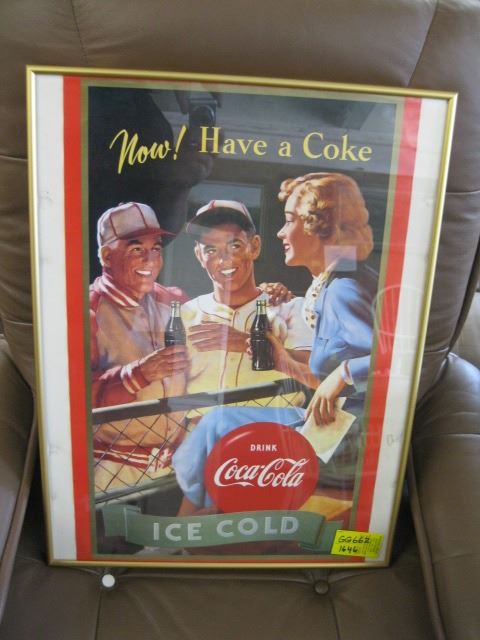 Now! Have a Coke
DRINK
Coca-Cola
ICE COLD
GG662
1646